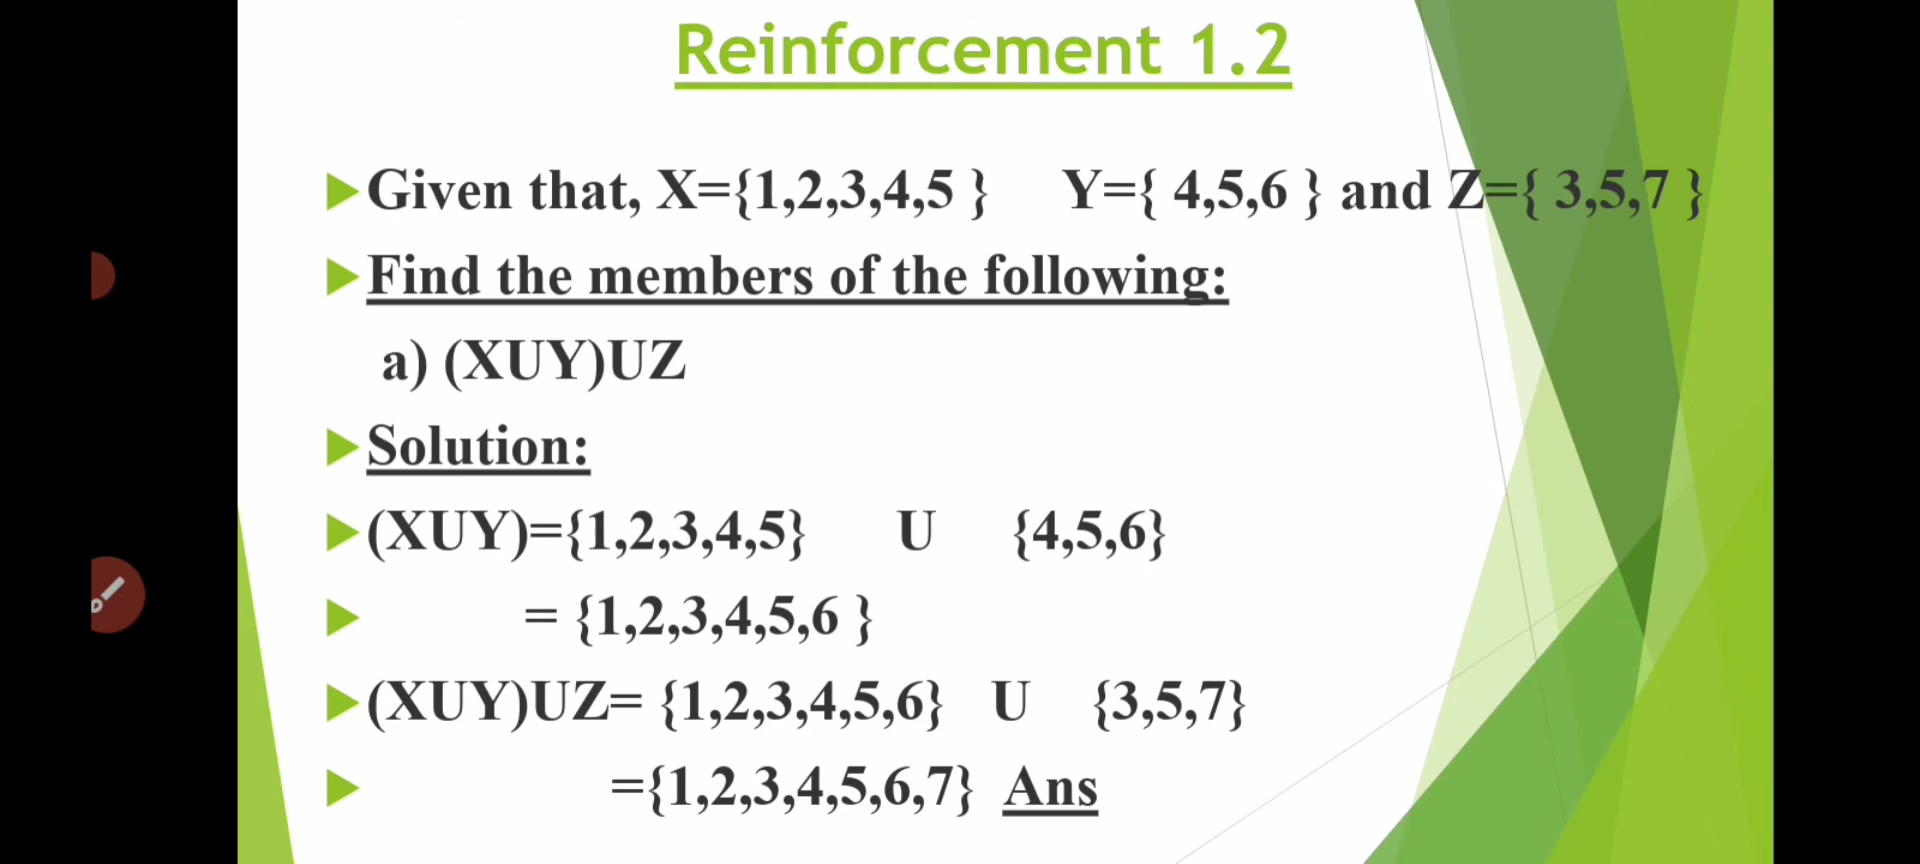 Reinforcement 1.2
Given that, X={1,2,3,4,5 } Y={ 4,5,6 } and Z={ 3,5,7 }
Find the members of the following:
a) (XUY)UZ
Solution:
(XUY)={1,2,3,4,5} U {4,5,6}
= {1,2,3,4,5,6 }
(XUY)UZ= {1,2,3,4,5,6} U {3,5,7}
={1,2,3,4,5,6,7} Ans